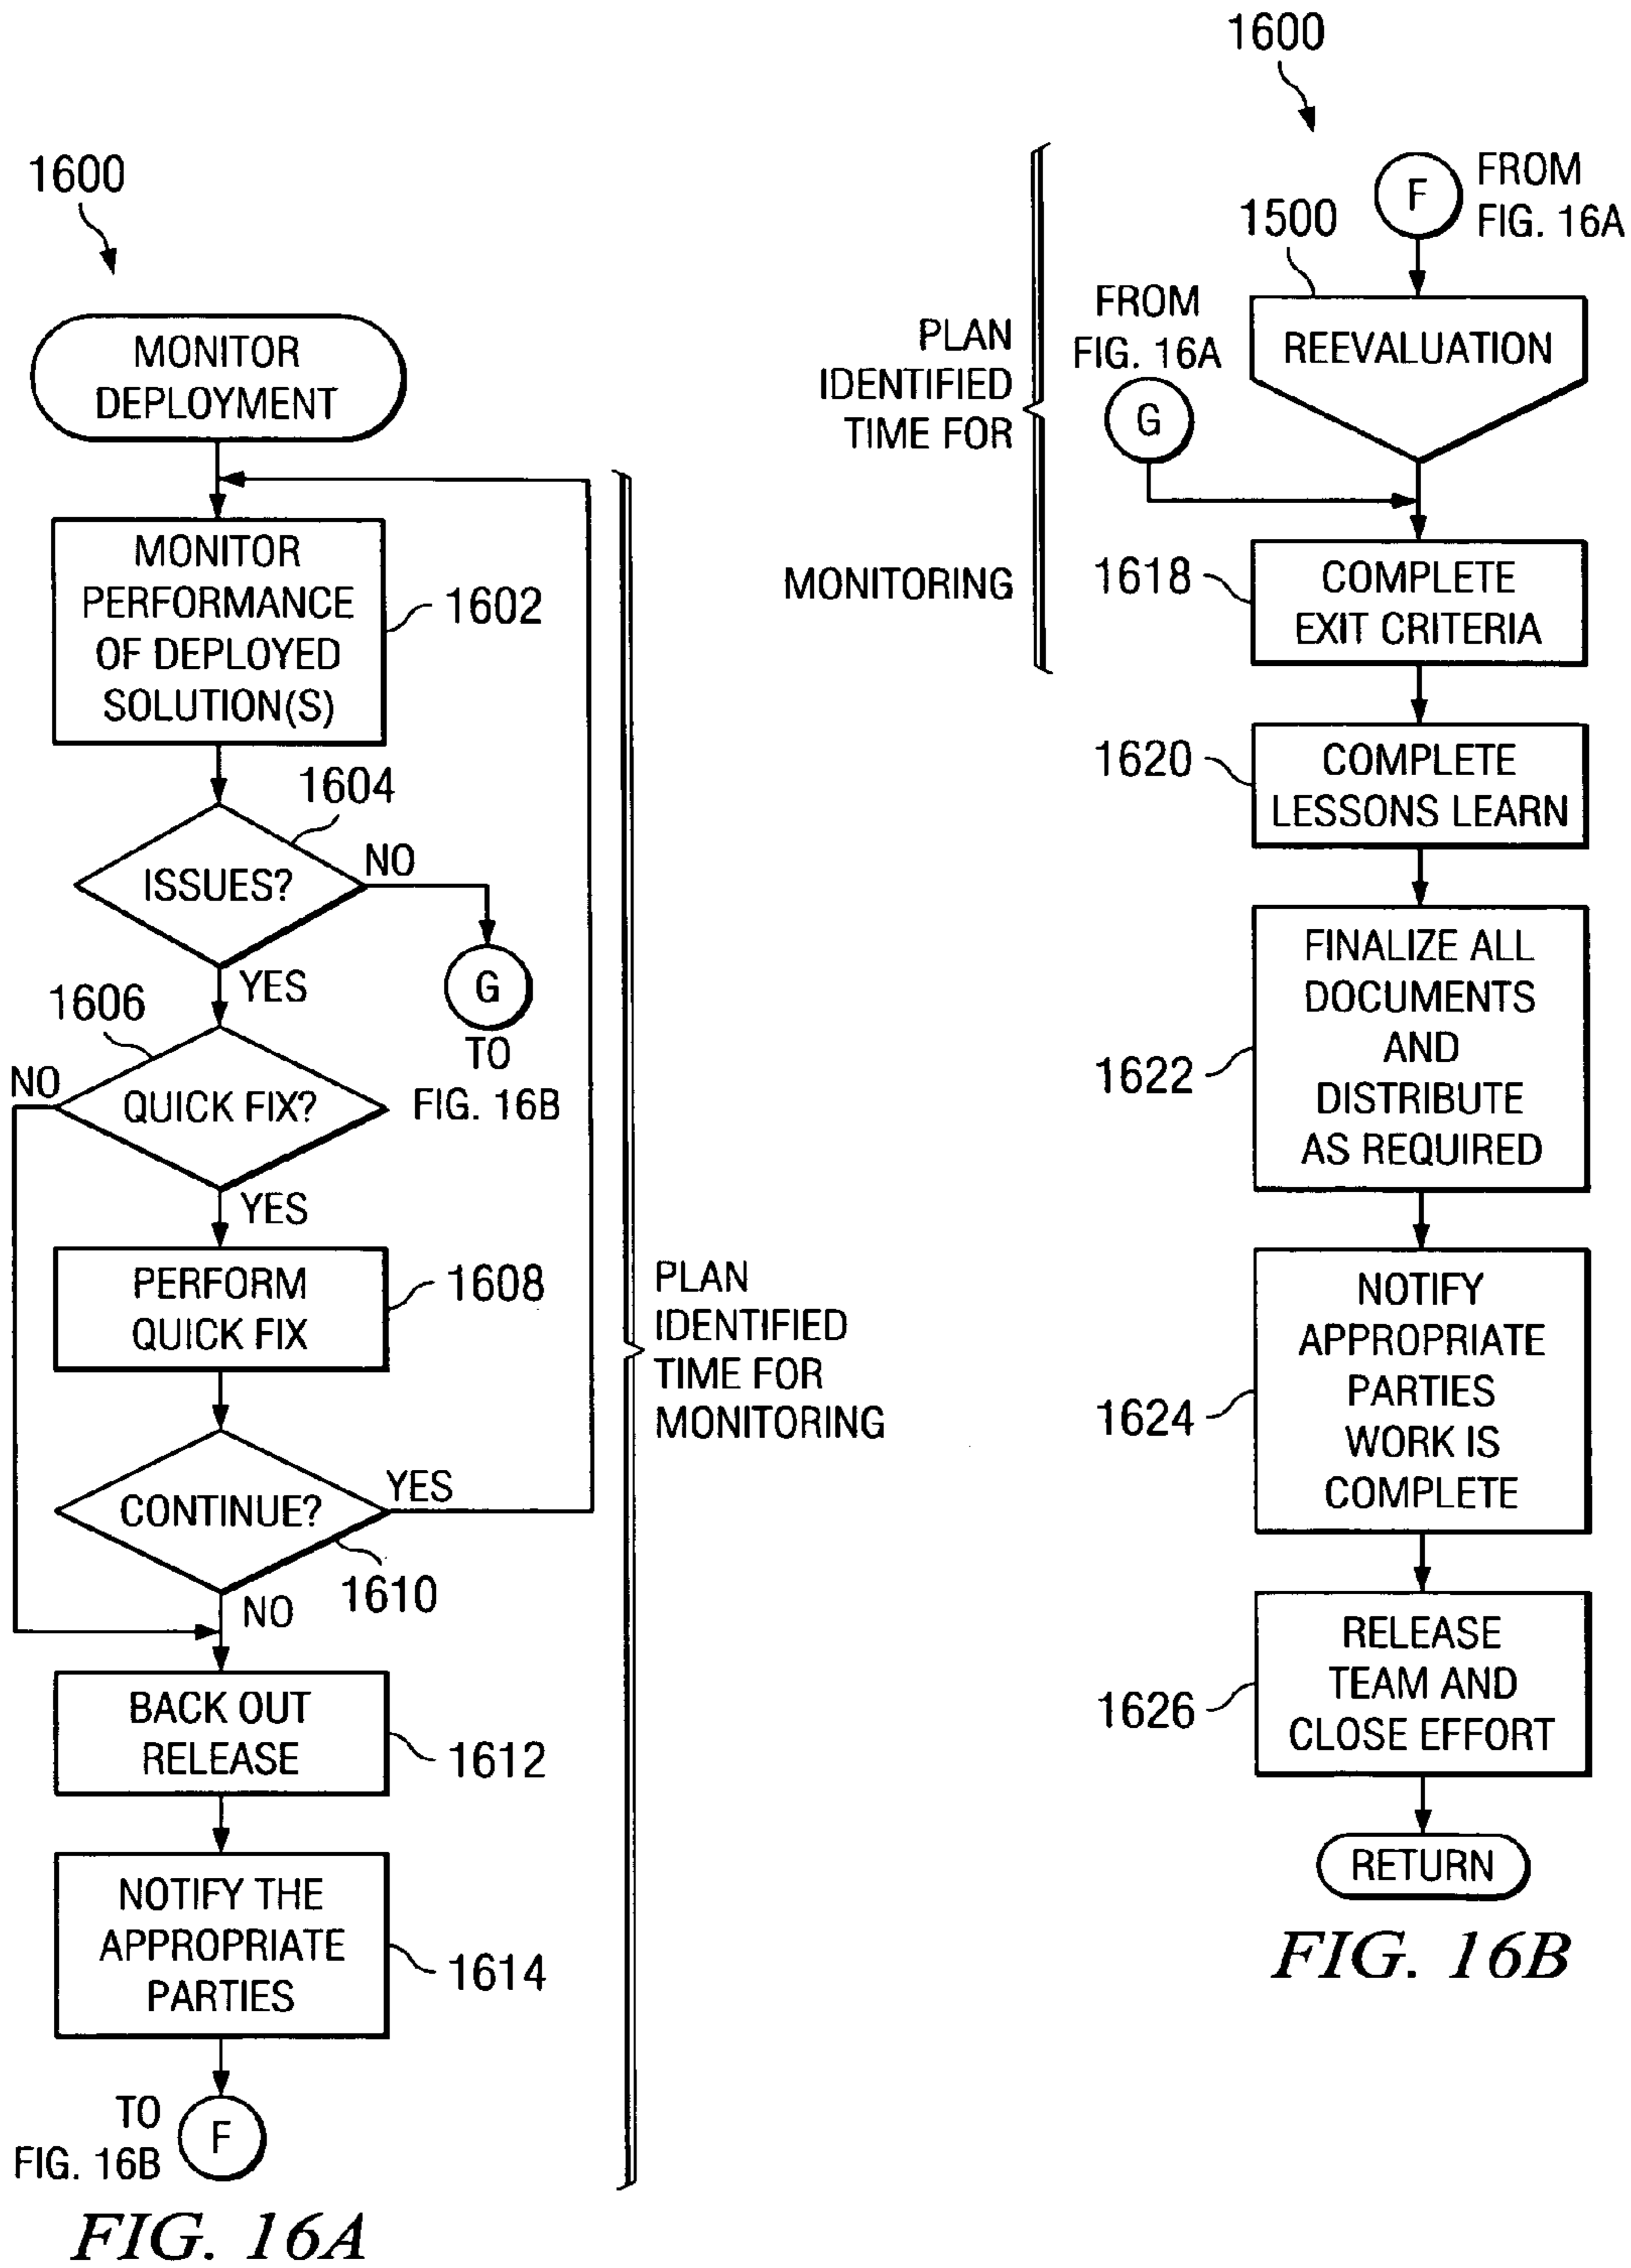 1600
MONITOR
DEPLOYMENT
MONITOR
PERFORMANCE
OF DEPLOYED
SOLUTION(S)
1602
1604
ISSUES?
NO
G
TO
FIG. 16B
YES
1606
QUICK FIX?
NO
YES
PERFORM
QUICK FIX
1608
CONTINUE?
YES
1610
NO
BACK OUT
RELEASE
1612
NOTIFY THE
APPROPRIATE
PARTIES
1614
TO
FIG. 16B
F
PLAN
IDENTIFIED
TIME FOR
MONITORING
FIG. 16A
1600
F
FROM
FIG. 16A
1500
REEVALUATION
FROM
FIG. 16A
G
PLAN
IDENTIFIED
TIME FOR
MONITORING
1618
COMPLETE
EXIT CRITERIA
1620
COMPLETE
LESSONS LEARN
1622
FINALIZE ALL
DOCUMENTS
AND
DISTRIBUTE
AS REQUIRED
1624
NOTIFY
APPROPRIATE
PARTIES
WORK IS
COMPLETE
1626
RELEASE
TEAM AND
CLOSE EFFORT
RETURN
FIG. 16B